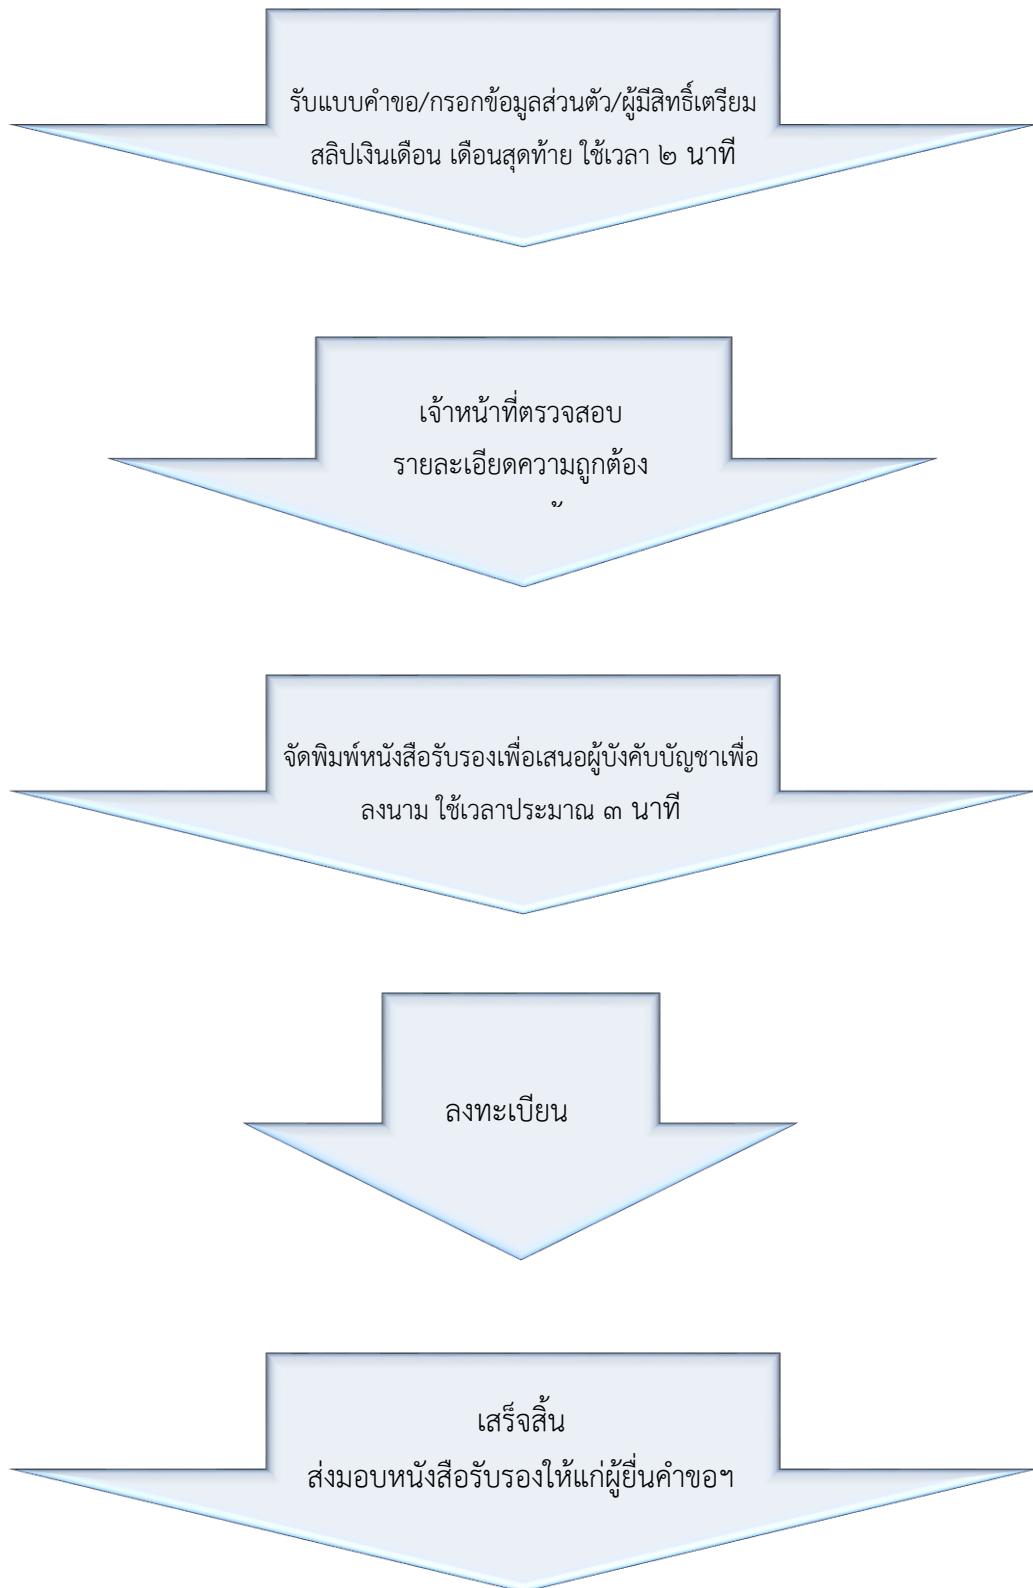 รับแบบคำขอ/กรอกข้อมูลส่วนตัว/ผู้มีสิทธิ์เตรียม
สลิปเงินเดือน เดือนสุดท้าย ใช้เวลา ๒ นาที
เจ้าหน้าที่ตรวจสอบ
รายละเอียดความถูกต้อง
จัดพิมพ์หนังสือรับรองเพื่อเสนอผู้บังคับบัญชาเพื่อ
ลงนาม ใช้เวลาประมาณ ๓ นาที
ลงทะเบียน
เสร็จสิ้น
ส่งมอบหนังสือรับรองให้แก่ผู้ยื่นคำขอฯ